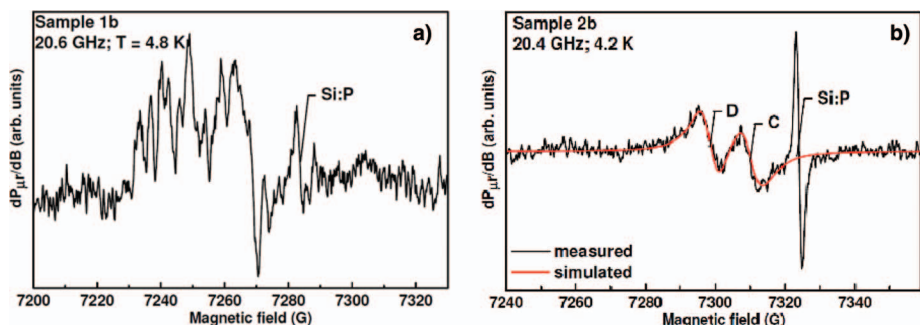 Sample 1b
20.6 GHz; T = 4.8 K
a)
Si:P
dPμr/dB (arb. units)
7200 7220 7240 7260 7280 7300 7320
Magnetic field (G)
Sample 2b
20.4 GHz; 4.2 K
b)
D
C
Si:P
measured
simulated
dPμr/dB (arb. units)
7240 7260 7280 7300 7320 7340
Magnetic field (G)